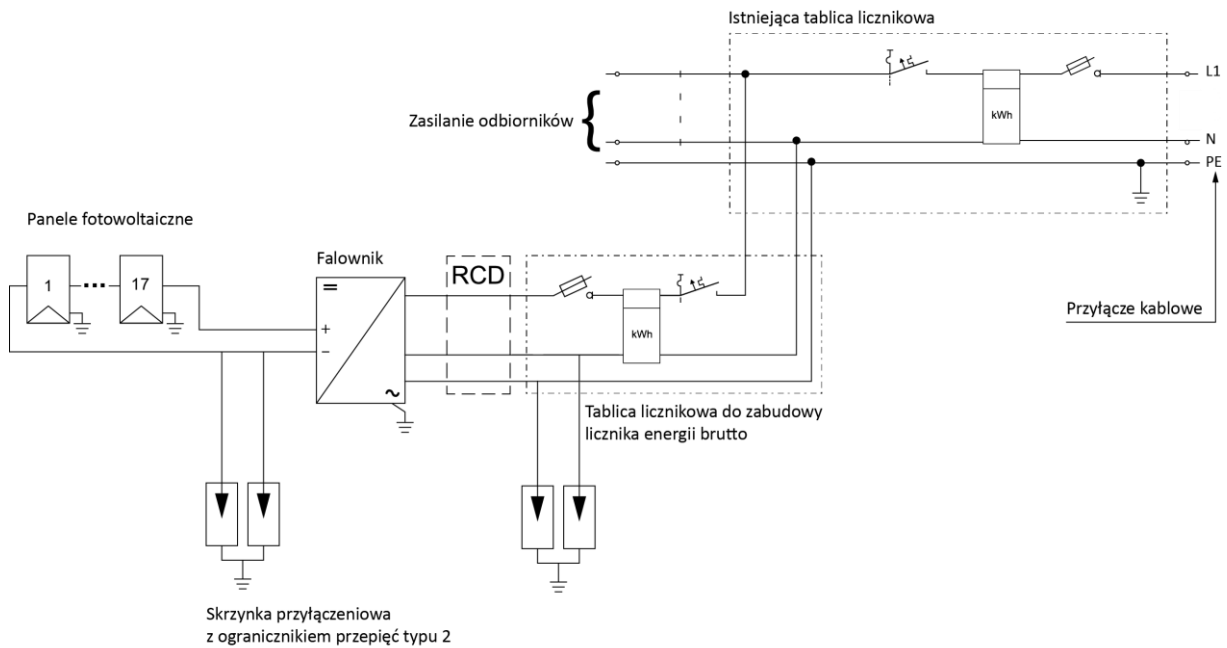 Istniejąca tablica licznikowa
L1
kWh
Zasilanie odbiorników
N
PE
Panele fotowoltaiczne
Falownik
RCD
1
17
kWh
Przyłącze kablowe
Tablica licznikowa do zabudowy
licznika energii brutto
Skrzynka przyłączeniowa
z ogranicznikiem przepięć typu 2